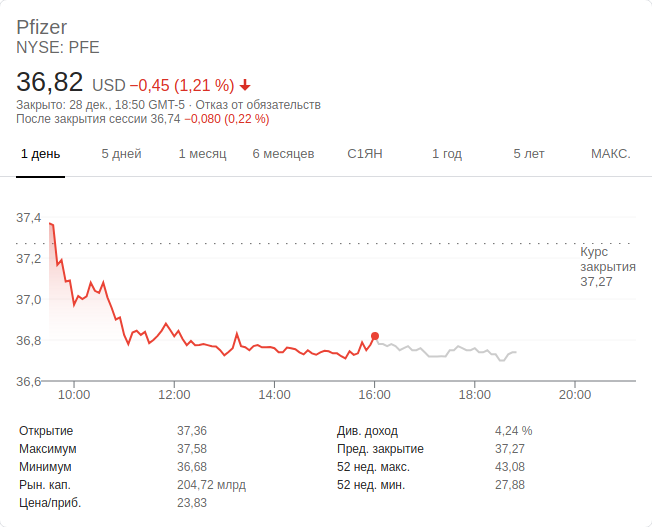 Pfizer
NYSE: PFE
36,82 USD −0,45 (1,21 %)
Закрыто: 28 дек., 18:50 GMT-5 · Отказ от обязательств
После закрытия сессии 36,74 −0,080 (0,22 %)
1 день 5 дней 1 месяц 6 месяцев С1ЯН 1 год 5 лет МАКС.
37,4
37,2
37,0
36,8
36,6
Курс
закрытия
37,27
10:00 12:00 14:00 16:00 18:00 20:00
Открытие 37,36 Див. доход 4,24 %
Максимум 37,58 Пред. закрытие 37,27
Минимум 36,68 52 нед. макс. 43,08
Рын. кап. 204,72 млрд 52 нед. мин. 27,88
Цена/приб. 23,83